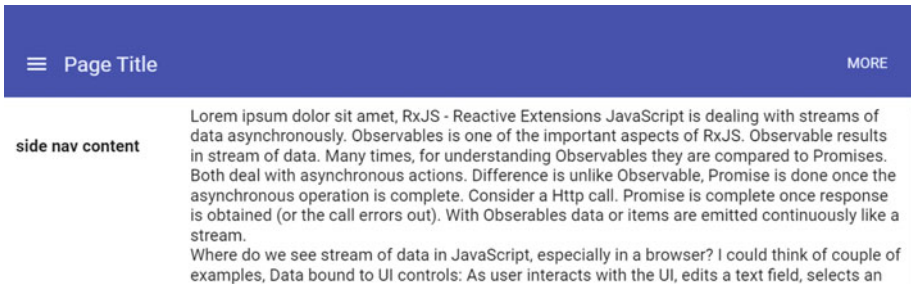 Page Title
MORE
side nav content
Lorem ipsum dolor sit amet, RxJS - Reactive Extensions JavaScript is dealing with streams of
data asynchronously. Observables is one of the important aspects of RxJS. Observable results
in stream of data. Many times, for understanding Observables they are compared to Promises.
Both deal with asynchronous actions. Difference is unlike Observable, Promise is done once the
asynchronous operation is complete. Consider a Http call. Promise is complete once response
is obtained (or the call errors out). With Obserables data or items are emitted continuously like a
stream.
Where do we see stream of data in JavaScript, especially in a browser? I could think of couple of
examples, Data bound to UI controls: As user interacts with the UI, edits a text field, selects an